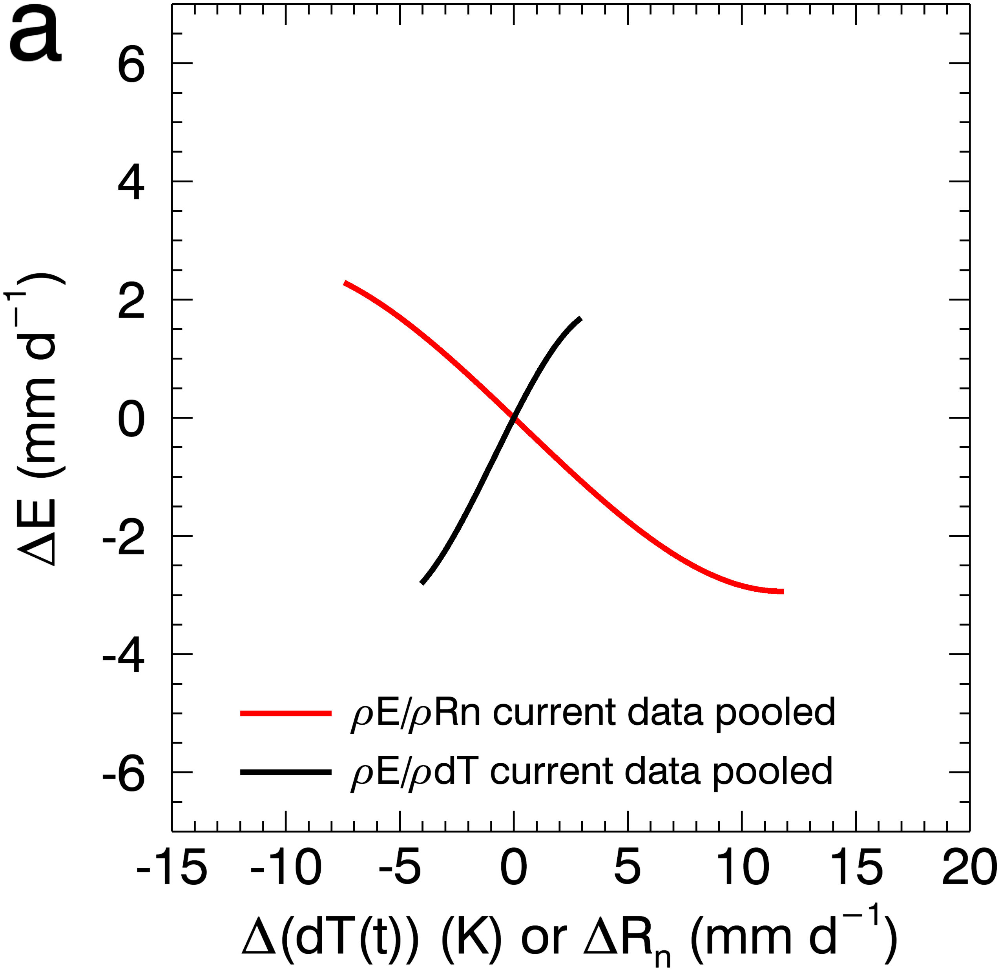 a
6
4
2
0
-2
-4
-6
ΔE (mm d⁻¹)
ρE/ρRn current data pooled
ρE/ρdT current data pooled
-15 -10 -5 0 5 10 15 20
Δ(dT(t)) (K) or ΔRₙ (mm d⁻¹)